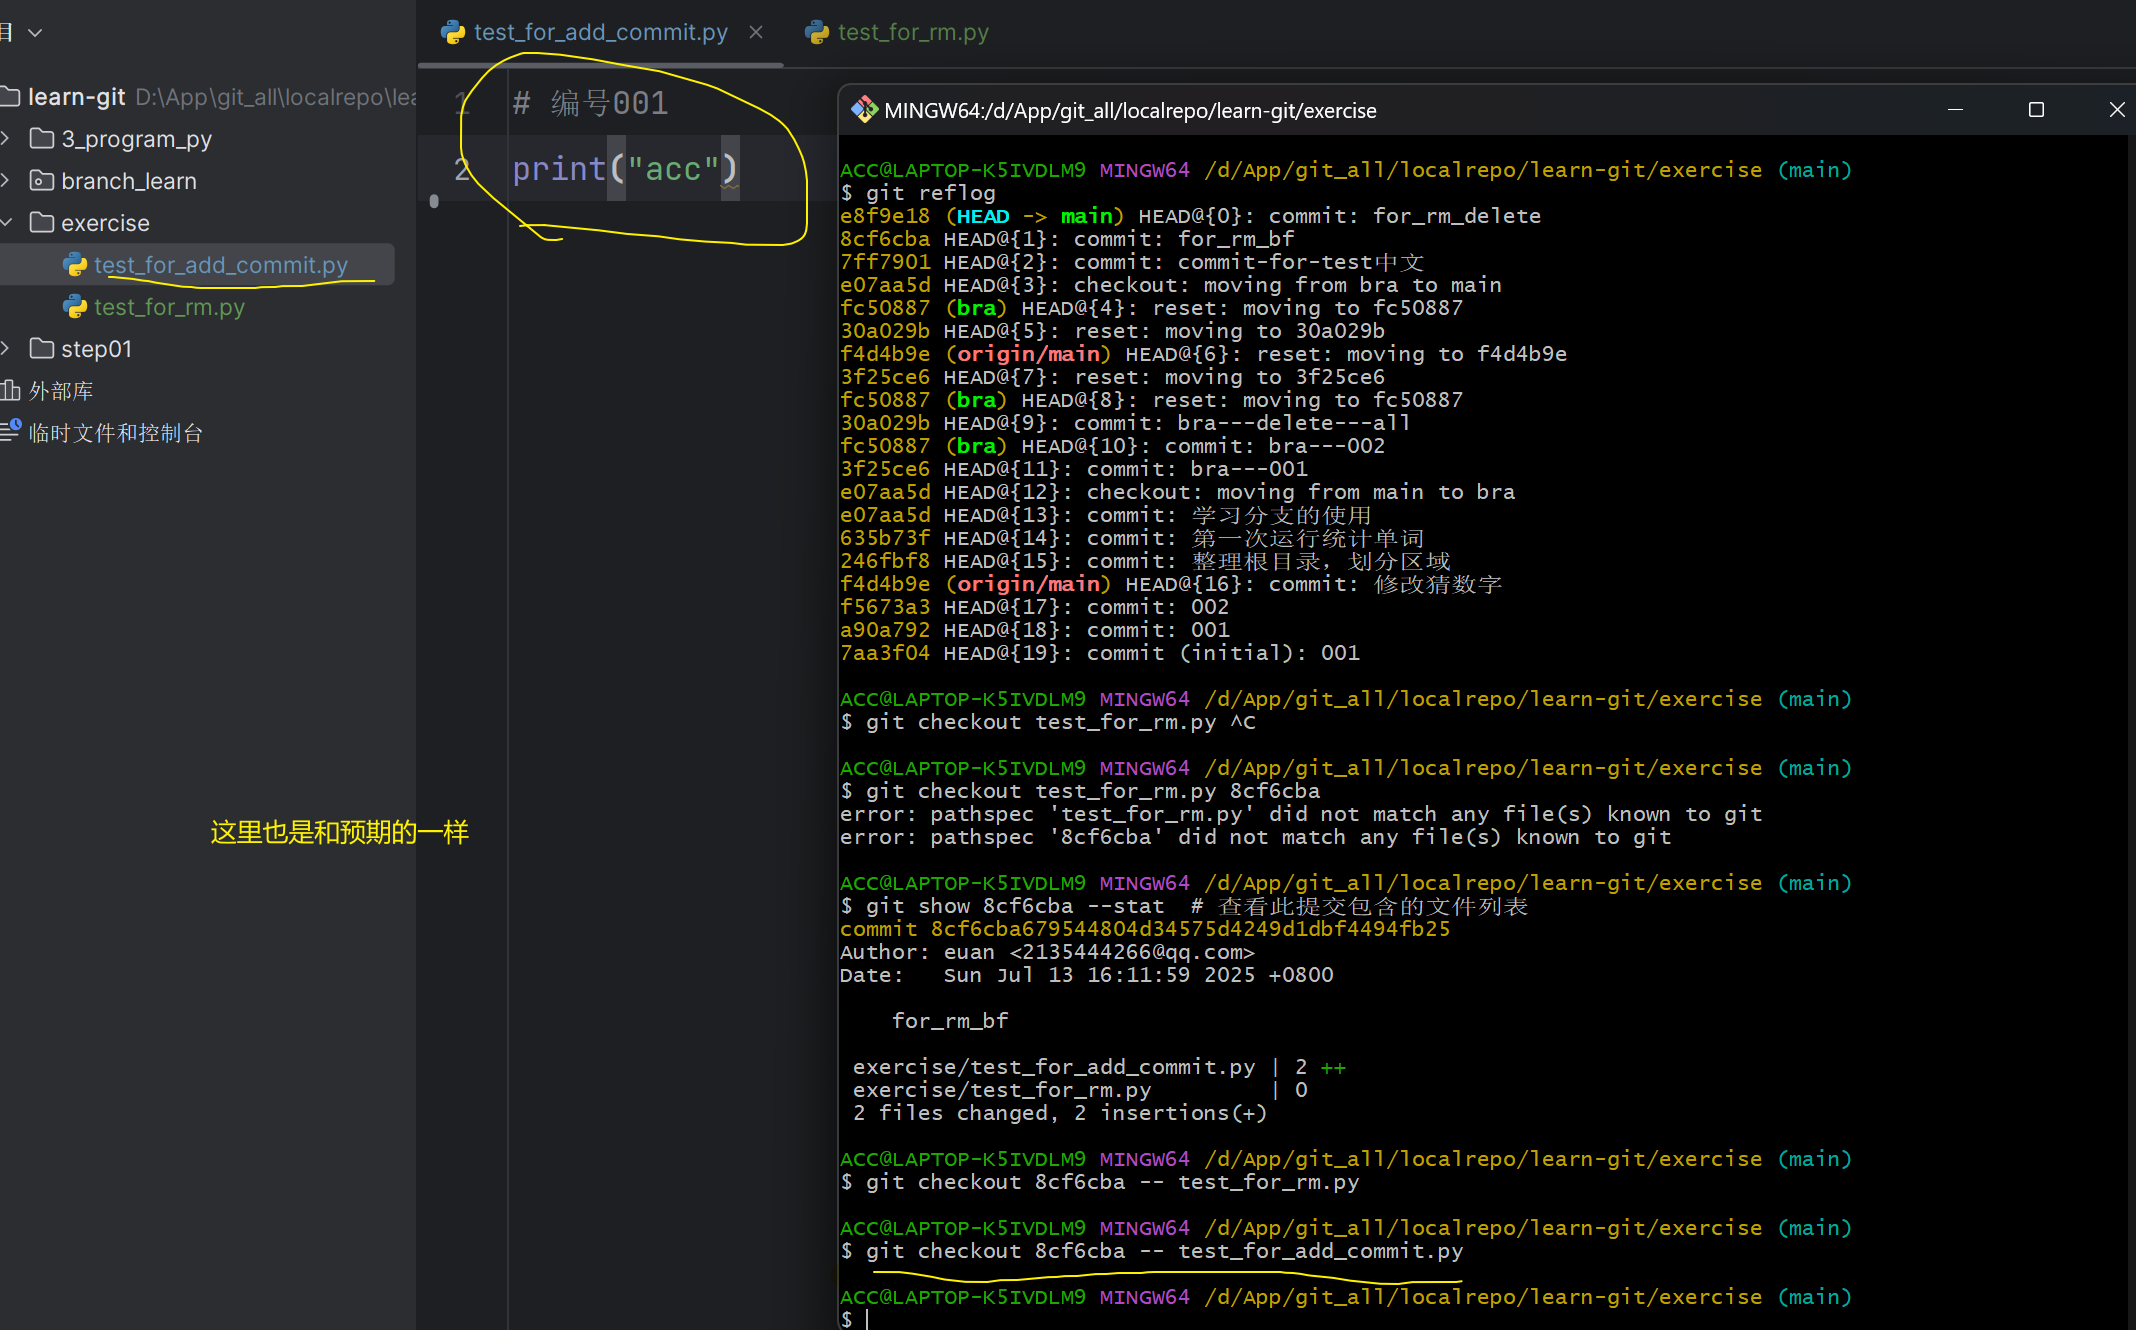 目
learn-git D:\App\git_all\localrepo\lea
3_program_py
branch_learn
exercise
test_for_add_commit.py
test_for_rm.py
step01
外部库
临时文件和控制台
这里也是和预期的一样
test_for_add_commit.py
test_for_rm.py
1 # 编号001
2 print("acc")
MINGW64:/d/App/git_all/localrepo/learn-git/exercise
ACC@LAPTOP-K5IVDLM9 MINGW64 /d/App/git_all/localrepo/learn-git/exercise (main)
$ git reflog
e8f9e18 (HEAD -> main) HEAD@{0}: commit: for_rm_delete
8cf6cba HEAD@{1}: commit: for_rm_bf
7ff7901 HEAD@{2}: commit: commit-for-test中文
e07aa5d HEAD@{3}: checkout: moving from bra to main
fc50887 (bra) HEAD@{4}: reset: moving to fc50887
30a029b HEAD@{5}: reset: moving to 30a029b
f4d4b9e (origin/main) HEAD@{6}: reset: moving to f4d4b9e
3f25ce6 HEAD@{7}: reset: moving to 3f25ce6
fc50887 (bra) HEAD@{8}: reset: moving to fc50887
30a029b HEAD@{9}: commit: bra---delete---all
fc50887 (bra) HEAD@{10}: commit: bra---002
3f25ce6 HEAD@{11}: commit: bra---001
e07aa5d HEAD@{12}: checkout: moving from main to bra
e07aa5d HEAD@{13}: commit: 学习分支的使用
635b73f HEAD@{14}: commit: 第一次运行统计单词
246fbf8 HEAD@{15}: commit: 整理根目录，划分区域
f4d4b9e (origin/main) HEAD@{16}: commit: 修改猜数字
f5673a3 HEAD@{17}: commit: 002
a90a792 HEAD@{18}: commit: 001
7aa3f04 HEAD@{19}: commit (initial): 001
ACC@LAPTOP-K5IVDLM9 MINGW64 /d/App/git_all/localrepo/learn-git/exercise (main)
$ git checkout test_for_rm.py ^C
ACC@LAPTOP-K5IVDLM9 MINGW64 /d/App/git_all/localrepo/learn-git/exercise (main)
$ git checkout test_for_rm.py 8cf6cba
error: pathspec 'test_for_rm.py' did not match any file(s) known to git
error: pathspec '8cf6cba' did not match any file(s) known to git
ACC@LAPTOP-K5IVDLM9 MINGW64 /d/App/git_all/localrepo/learn-git/exercise (main)
$ git show 8cf6cba --stat # 查看此提交包含的文件列表
commit 8cf6cba679544804d34575d4249d1dbf4494fb25
Author: euan <2135444266@qq.com>
Date: Sun Jul 13 16:11:59 2025 +0800
for_rm_bf
exercise/test_for_add_commit.py | 2 ++
exercise/test_for_rm.py | 0
2 files changed, 2 insertions(+)
ACC@LAPTOP-K5IVDLM9 MINGW64 /d/App/git_all/localrepo/learn-git/exercise (main)
$ git checkout 8cf6cba -- test_for_rm.py
ACC@LAPTOP-K5IVDLM9 MINGW64 /d/App/git_all/localrepo/learn-git/exercise (main)
$ git checkout 8cf6cba -- test_for_add_commit.py
ACC@LAPTOP-K5IVDLM9 MINGW64 /d/App/git_all/localrepo/learn-git/exercise (main)
$